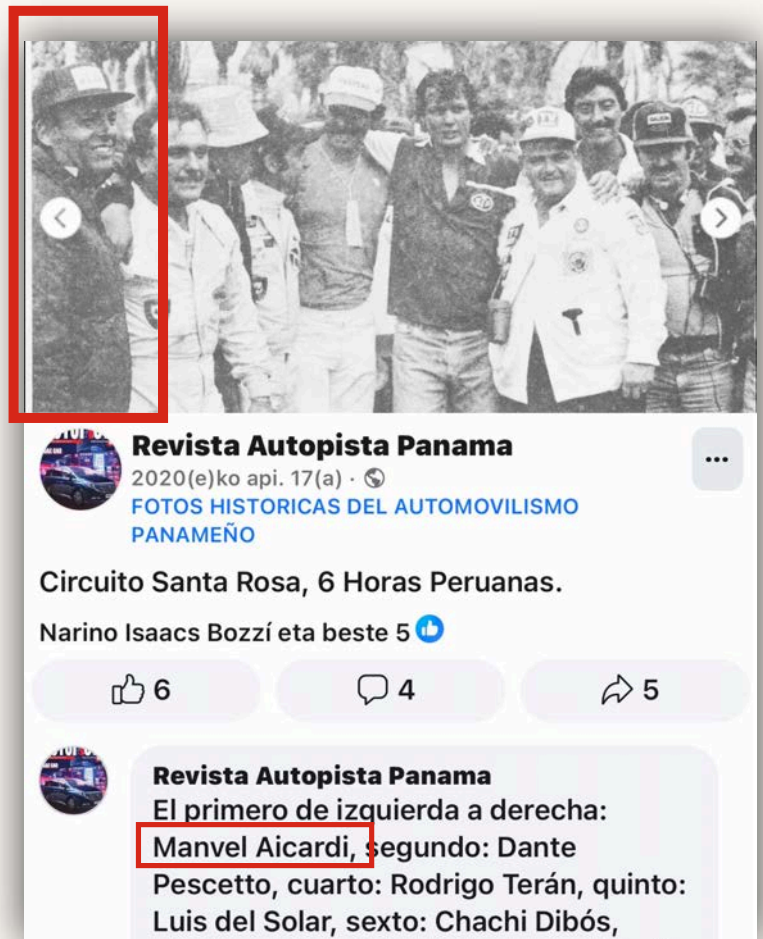 Revista Autopista Panama
2020(e)ko api. 17(a) ·
FOTOS HISTORICAS DEL AUTOMOVILISMO
PANAMEÑO
Circuito Santa Rosa, 6 Horas Peruanas.
Narino Isaacs Bozzí eta beste 5
6
4
5
Revista Autopista Panama
El primero de izquierda a derecha:
Manvel Aicardi, segundo: Dante
Pescetto, cuarto: Rodrigo Terán, quinto:
Luis del Solar, sexto: Chachi Dibós,